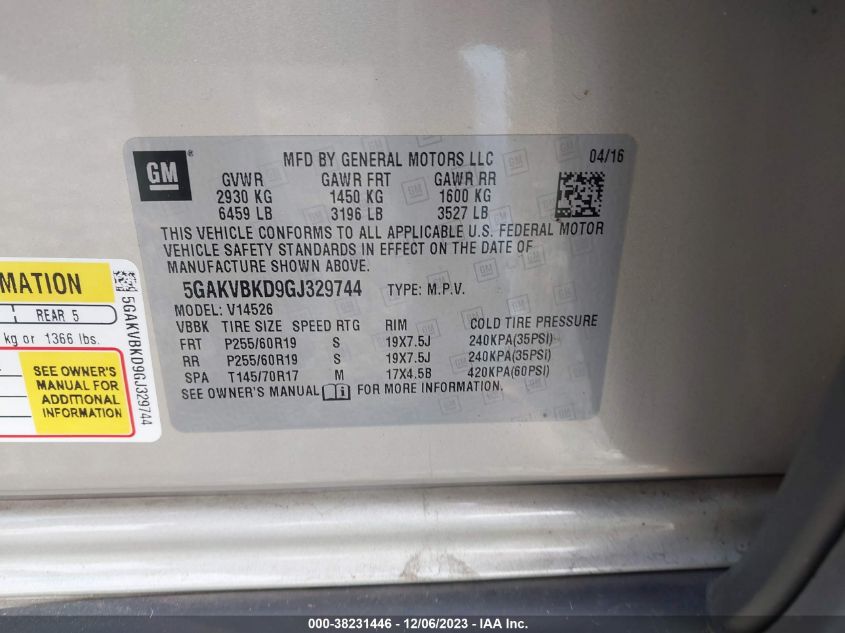 GM®
MFD BY GENERAL MOTORS LLC 04/16
GVWR GAWR FRT GAWR RR
2930 KG 1450 KG 1600 KG
6459 LB 3196 LB 3527 LB
THIS VEHICLE CONFORMS TO ALL APPLICABLE U.S. FEDERAL MOTOR
VEHICLE SAFETY STANDARDS IN EFFECT ON THE DATE OF
MANUFACTURE SHOWN ABOVE.
5GAKVBKD9GJ329744 TYPE: M.P.V.
MODEL: V14526
VBBK TIRE SIZE SPEED RTG RIM COLD TIRE PRESSURE
FRT P255/60R19 S 19X7.5J 240KPA(35PSI)
RR P255/60R19 S 19X7.5J 240KPA(35PSI)
SPA T145/70R17 M 17X4.5B 420KPA(60PSI)
SEE OWNER'S MANUAL FOR MORE INFORMATION.
MATION
REAR 5
kg or 1366 lbs.
SEE OWNER'S
MANUAL FOR
ADDITIONAL
INFORMATION
5GAKVBKD9GJ329744
000-38231446 - 12/06/2023 - IAA Inc.